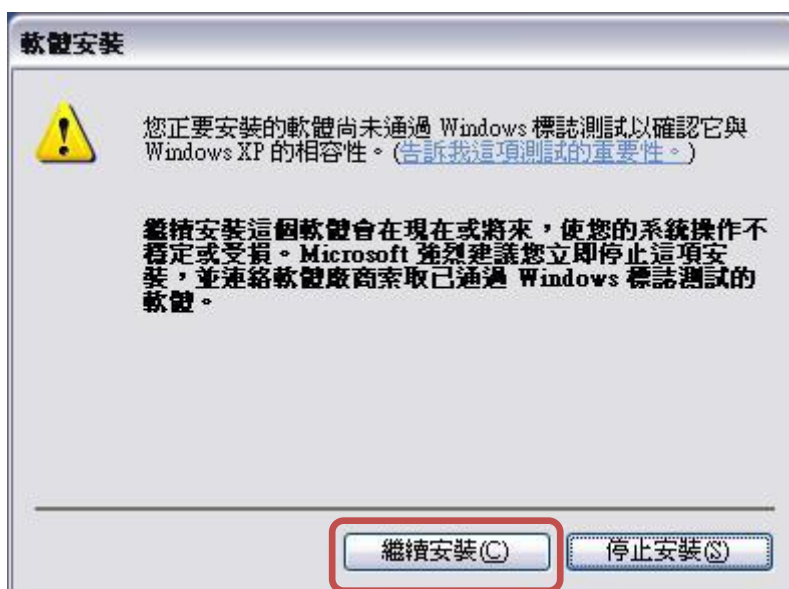 軟體安裝
您正要安裝的軟體尚未通過 Windows 標誌測試以確認它與
Windows XP 的相容性。(告訴我這項測試的重要性。)
繼續安裝這個軟體會在現在或將來，使您的系統操作不
穩定或受損。Microsoft 強烈建議您立即停止這項安
裝，並連絡軟體廠商索取已通過 Windows 標誌測試的
軟體。
繼續安裝(C)
停止安裝(S)